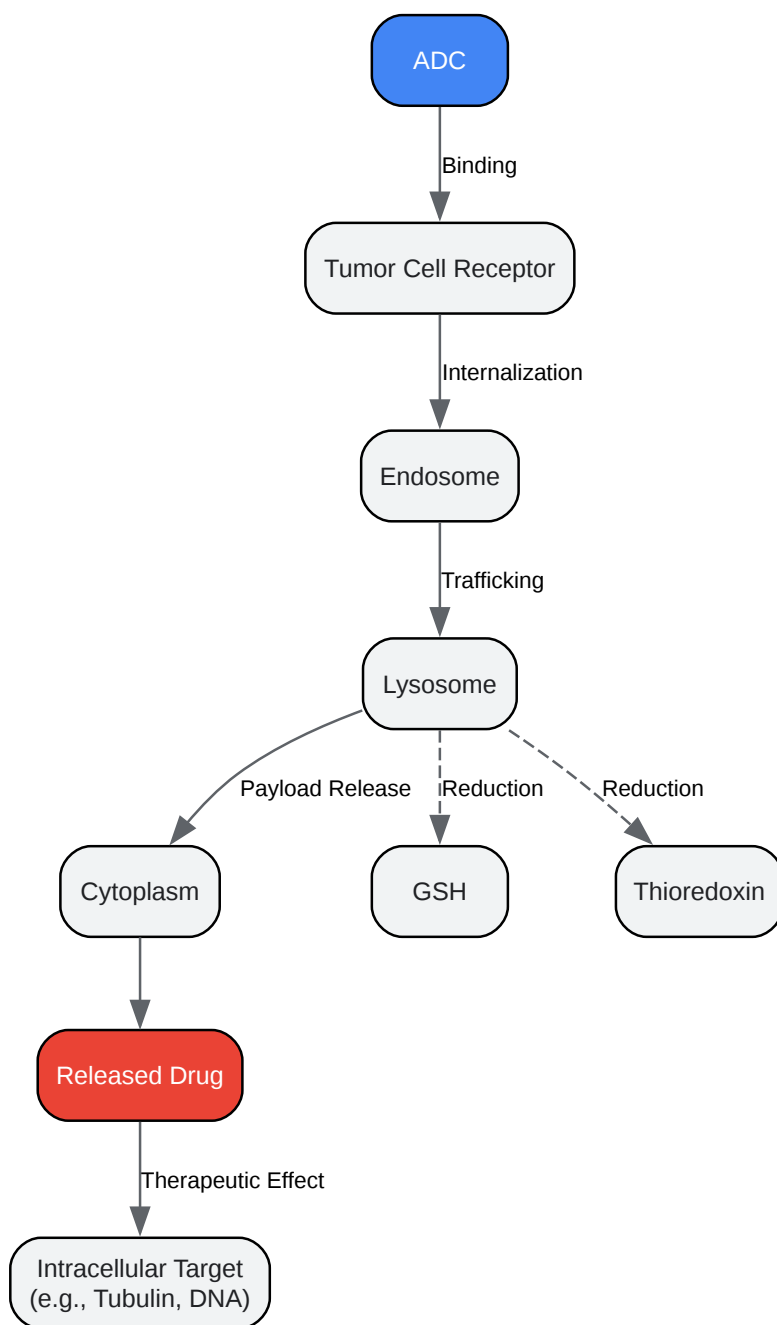 ADC
Binding
Tumor Cell Receptor
Internalization
Endosome
Trafficking
Lysosome
Payload Release
Reduction
Reduction
Cytoplasm
GSH
Thioredoxin
Released Drug
Therapeutic Effect
Intracellular Target
(e.g., Tubulin, DNA)